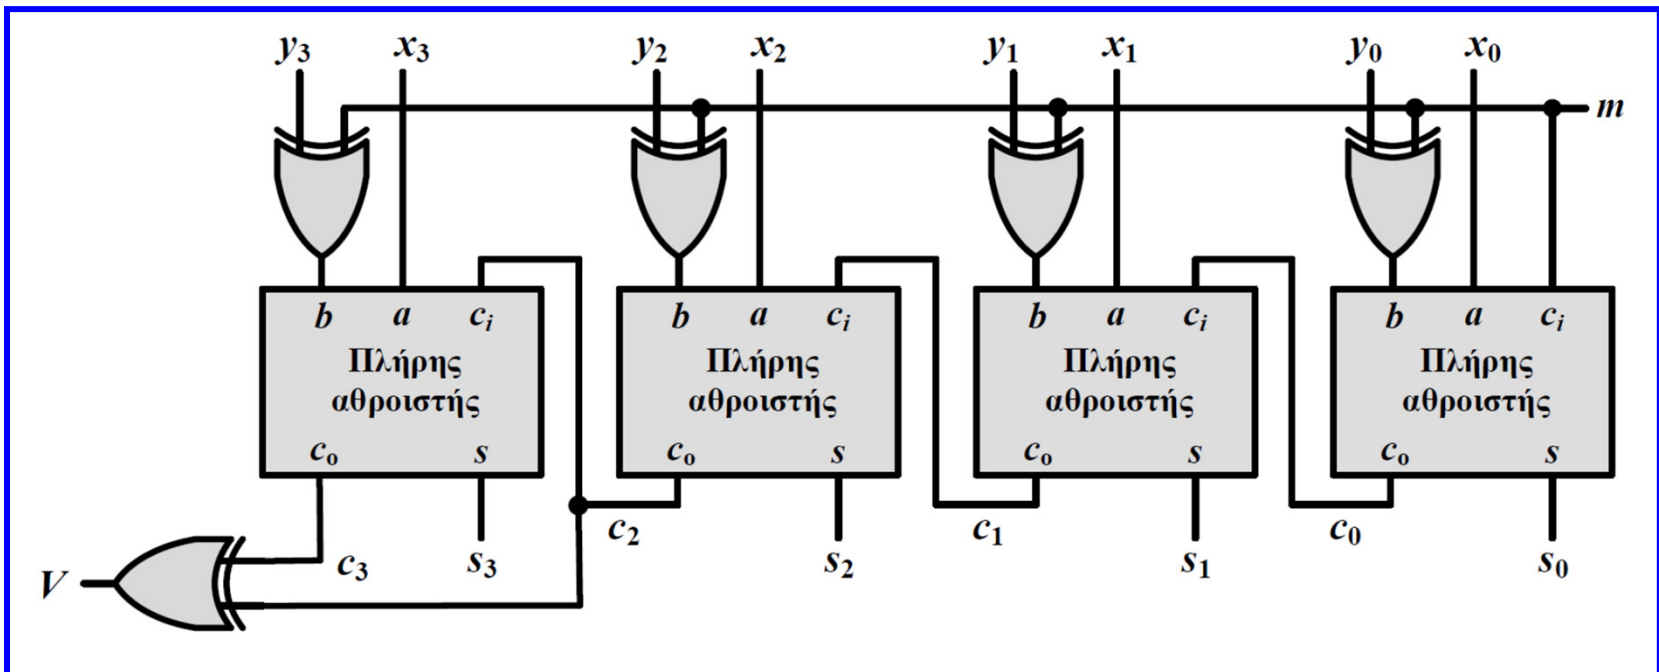 y3 x3 y2 x2 y1 x1 y0 x0
m
b a ci b a ci b a ci b a ci
Πλήρης Πλήρης Πλήρης Πλήρης
αθροιστής αθροιστής αθροιστής αθροιστής
co s co s co s co s
c2 c1 c0
V c3 s3 s2 s1 s0